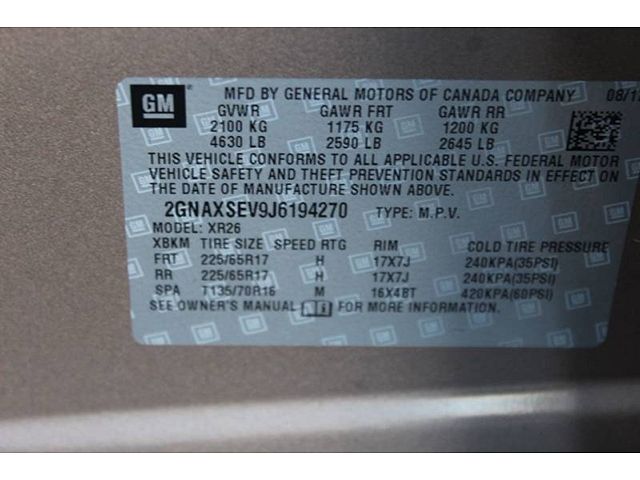 GM
MFD BY GENERAL MOTORS OF CANADA COMPANY 08/1
GVWR GAWR FRT GAWR RR
2100 KG 1175 KG 1200 KG
4630 LB 2590 LB 2645 LB
THIS VEHICLE CONFORMS TO ALL APPLICABLE U.S. FEDERAL MOTOR
VEHICLE SAFETY AND THEFT PREVENTION STANDARDS IN EFFECT ON
THE DATE OF MANUFACTURE SHOWN ABOVE.
2GNAXSEV9J6194270 TYPE: M.P.V.
MODEL: XR26
XBKM TIRE SIZE SPEED RTG RIM COLD TIRE PRESSURE
FRT 225/65R17 H 17X7J 240KPA(35PSI)
RR 225/65R17 H 17X7J 240KPA(35PSI)
SPA T135/70R16 M 16X4BT 420KPA(60PSI)
SEE OWNER'S MANUAL FOR MORE INFORMATION.